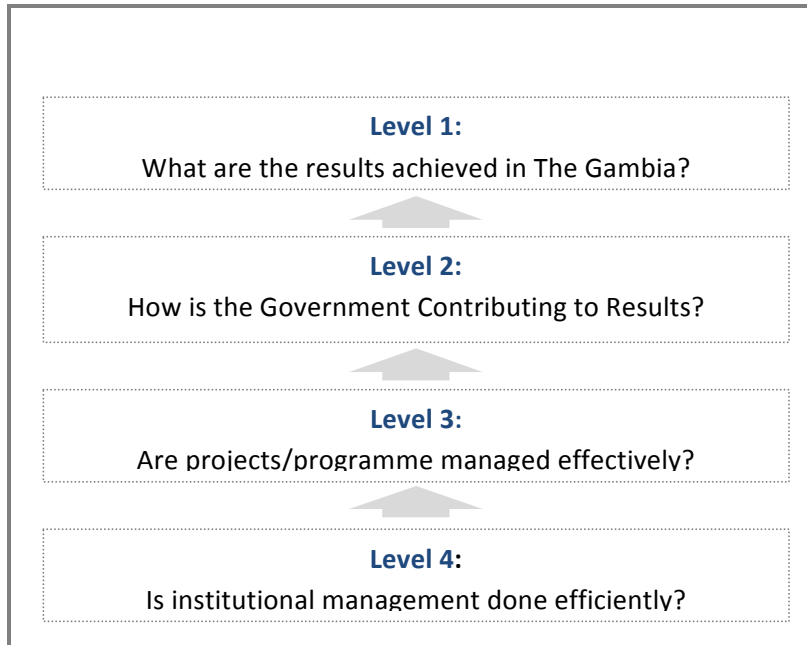 Level 1:
What are the results achieved in The Gambia?
Level 2:
How is the Government Contributing to Results?
Level 3:
Are projects/programme managed effectively?
Level 4:
Is institutional management done efficiently?